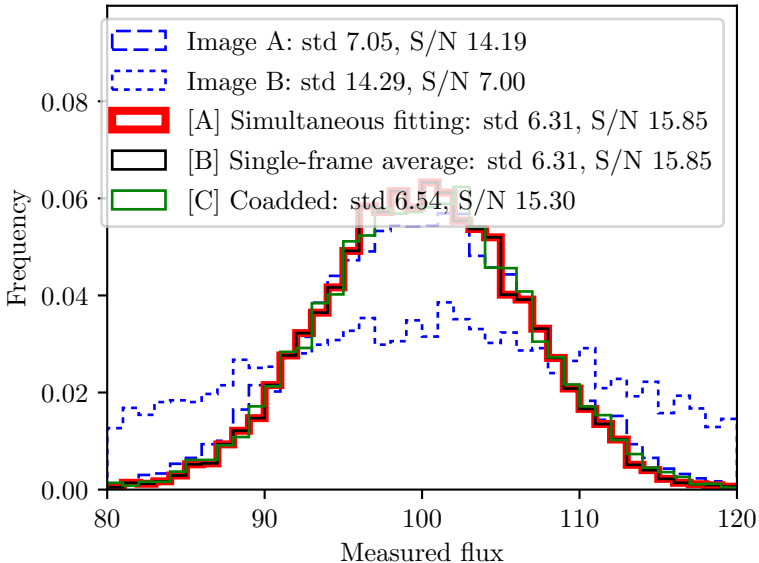 Image A: std 7.05, S/N 14.19
Image B: std 14.29, S/N 7.00
[A] Simultaneous fitting: std 6.31, S/N 15.85
[B] Single-frame average: std 6.31, S/N 15.85
[C] Coadded: std 6.54, S/N 15.30
Frequency
0.08
0.06
0.04
0.02
0.00
80
90
100
110
120
Measured flux